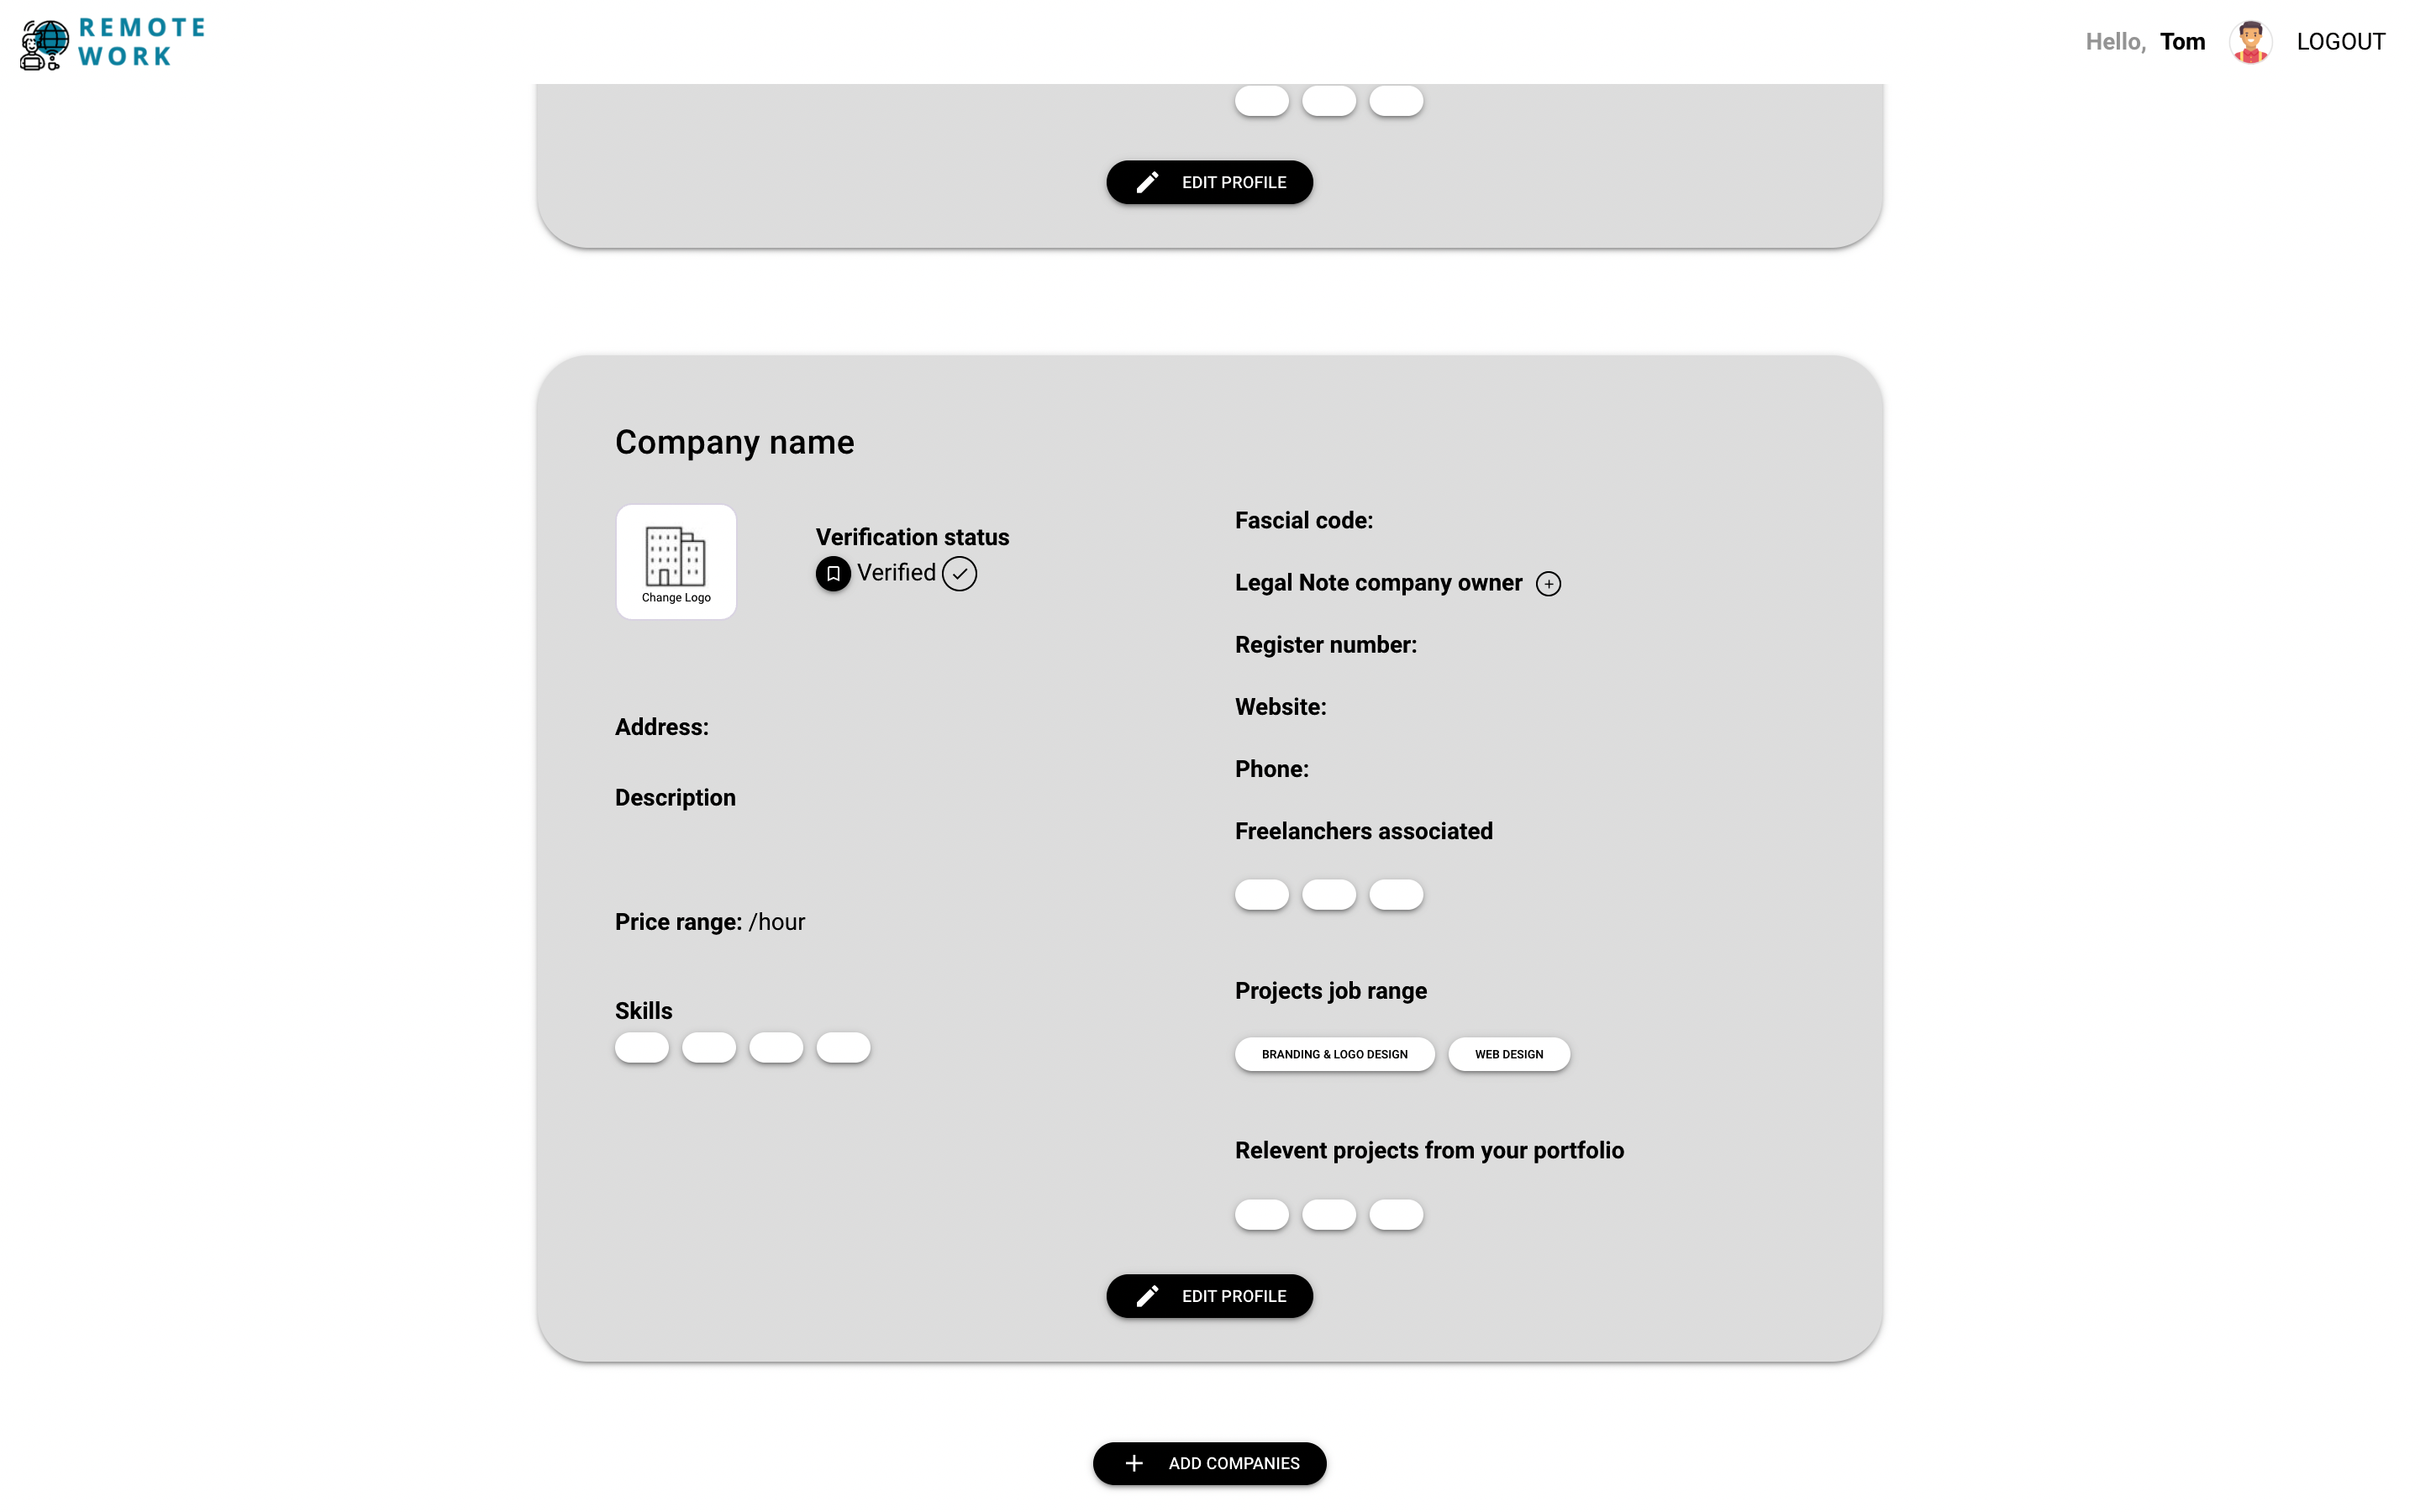 REMOTE
WORK
Hello, Tom
LOGOUT
EDIT PROFILE
Company name
Change Logo
Verification status
Verified
Address:
Description
Price range: /hour
Skills
Fascial code:
Legal Note company owner
Register number:
Website:
Phone:
Freelanchers associated
Projects job range
BRANDING & LOGO DESIGN
WEB DESIGN
Relevent projects from your portfolio
EDIT PROFILE
ADD COMPANIES